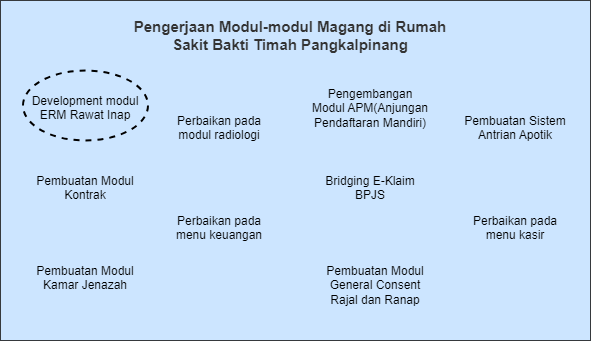 Pengerjaan Modul-modul Magang di Rumah
Sakit Bakti Timah Pangkalpinang
Development modul
ERM Rawat Inap
Perbaikan pada
modul radiologi
Pengembangan
Modul APM(Anjungan
Pendaftaran Mandiri)
Pembuatan Sistem
Antrian Apotik
Pembuatan Modul
Kontrak
Bridging E-Klaim
BPJS
Perbaikan pada
menu keuangan
Perbaikan pada
menu kasir
Pembuatan Modul
Kamar Jenazah
Pembuatan Modul
General Consent
Rajal dan Ranap